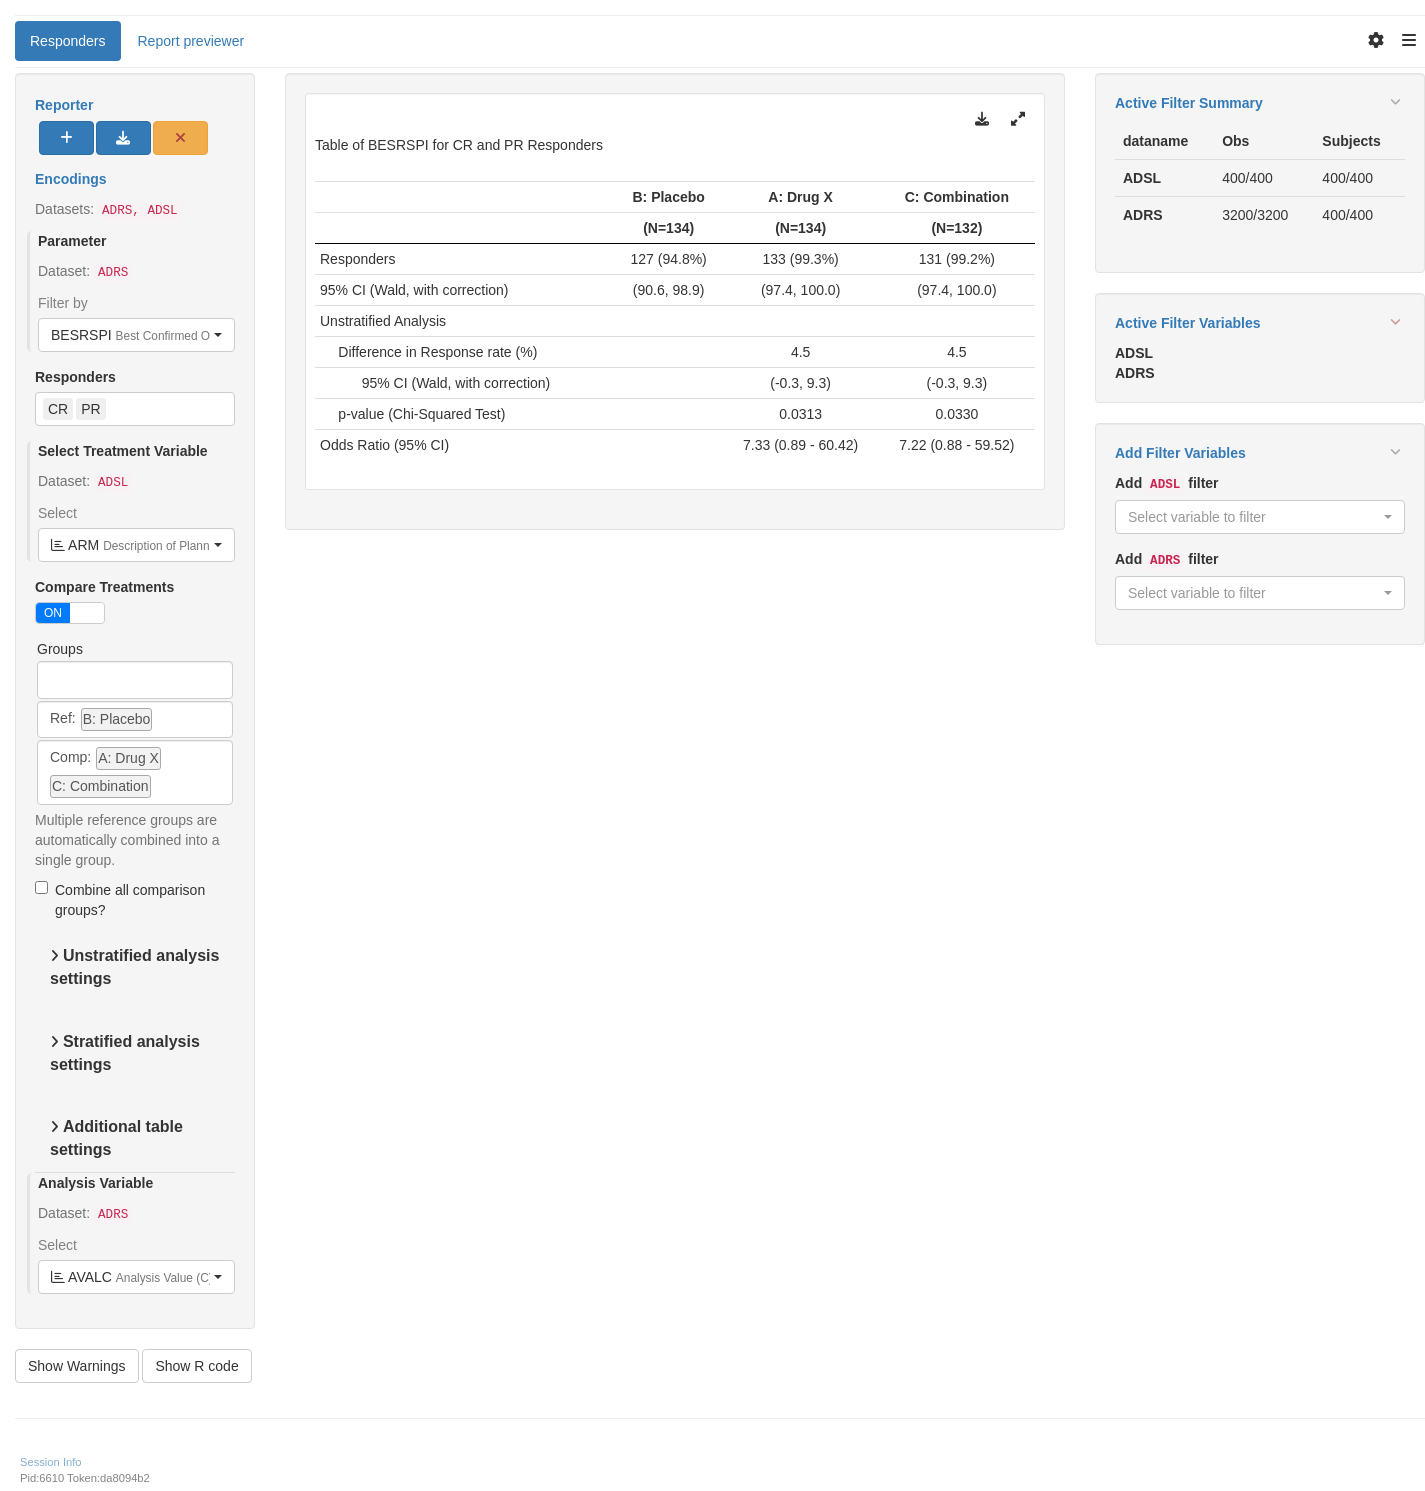 Responders
Report previewer
Reporter
Encodings
Datasets: ADRS, ADSL
Parameter
Dataset: ADRS
Filter by
BESRSPI Best Confirmed O
Responders
CR PR
Select Treatment Variable
Dataset: ADSL
Select
ARM Description of Plann
Compare Treatments
ON
Groups
Ref: B: Placebo
Comp: A: Drug X
C: Combination
Multiple reference groups are
automatically combined into a
single group.
Combine all comparison
groups?
Unstratified analysis
settings
Stratified analysis
settings
Additional table
settings
Analysis Variable
Dataset: ADRS
Select
AVALC Analysis Value (C)
Show Warnings
Show R code
Table of BESRSPI for CR and PR Responders
B: Placebo A: Drug X C: Combination
(N=134) (N=134) (N=132)
Responders 127 (94.8%) 133 (99.3%) 131 (99.2%)
95% CI (Wald, with correction) (90.6, 98.9) (97.4, 100.0) (97.4, 100.0)
Unstratified Analysis
Difference in Response rate (%) 4.5 4.5
95% CI (Wald, with correction) (-0.3, 9.3) (-0.3, 9.3)
p-value (Chi-Squared Test) 0.0313 0.0330
Odds Ratio (95% CI) 7.33 (0.89 - 60.42) 7.22 (0.88 - 59.52)
Active Filter Summary
dataname Obs Subjects
ADSL 400/400 400/400
ADRS 3200/3200 400/400
Active Filter Variables
ADSL
ADRS
Add Filter Variables
Add ADSL filter
Select variable to filter
Add ADRS filter
Select variable to filter
Session Info
Pid:6610 Token:da8094b2